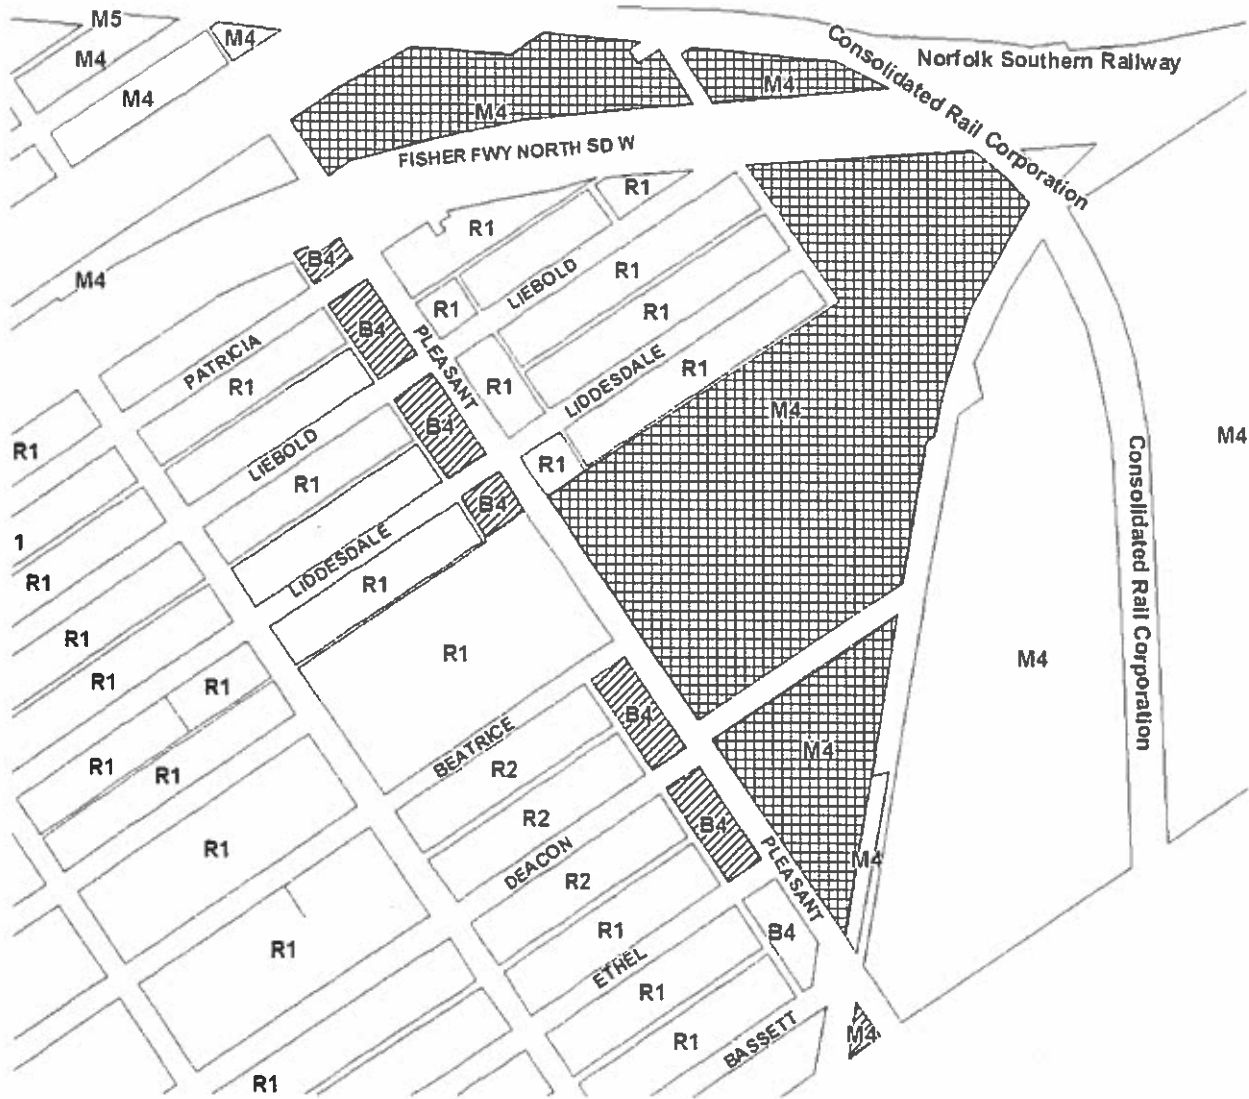 M5
M4
M4
M4
Consolidated Rail Corporation
Norfolk Southern Railway
M4
M4
FISHER FWY NORTH SD W
R1
R1
B4
M4
R1
LIEBOLD
R1
B4
PLEASANT
R1
PATRICIA
R1
R1
LIDDESDALE
R1
M4
B4
M4
R1
LIEBOLD
R1
R1
B4
Consolidated Rail Corporation
1
LIDDESDALE
R1
R1
R1
R1
M4
R1
R1
B4
BEATRICE
M4
R1
R1
R2
R2
B4
R1
DEACON
PLEASANT
M4
R2
R1
R1
B4
ETHEL
R1
R1
BASSETT
M4
R1